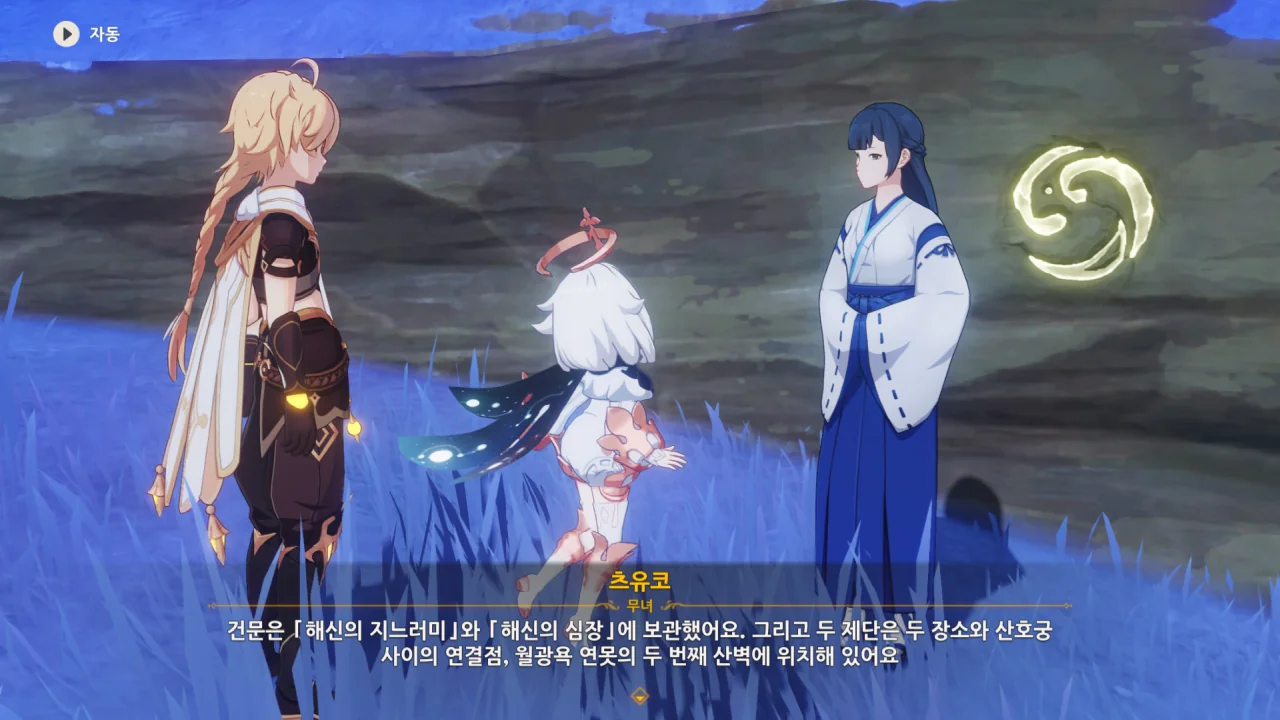 자동
츠유코
무녀
건문은 「해신의 지느러미」와 「해신의 심장」에 보관했어요. 그리고 두 제단은 두 장소와 산호궁
사이의 연결점, 월광욕 연못의 두 번째 산벽에 위치해 있어요